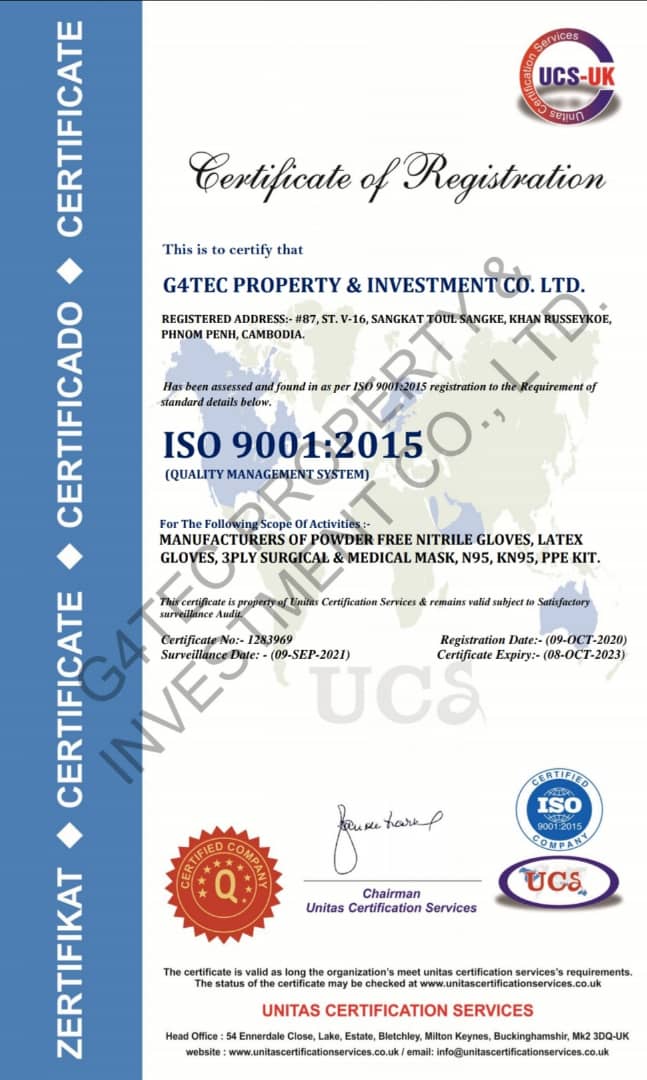 ZERTIFIKAT ◆ CERTIFICATE ◆ CERTIFICADO ◆ CERTIFICATE
Certification Services
UCS-UK
Unitas Certification
Certificate of Registration
This is to certify that
G4TEC PROPERTY & INVESTMENT CO. LTD.
REGISTERED ADDRESS:- #87, ST. V-16, SANGKAT TOUL SANGKE, KHAN RUSSEYKOE,
PHNOM PENH, CAMBODIA.
Has been assessed and found in as per ISO 9001:2015 registration to the Requirement of
standard details below.
ISO 9001:2015
(QUALITY MANAGEMENT SYSTEM)
For The Following Scope Of Activities :-
MANUFACTURERS OF POWDER FREE NITRILE GLOVES, LATEX
GLOVES, 3PLY SURGICAL & MEDICAL MASK, N95, KN95, PPE KIT.
This certificate is property of Unitas Certification Services & remains valid subject to Satisfactory
surveillance Audit.
Certificate No:- 1283969
Registration Date:- (09-OCT-2020)
Surveillance Date: - (09-SEP-2021)
Certificate Expiry:- (08-OCT-2023)
G4TEC PROPERTY &
INVESTMENT CO., LTD.
UCS
CERTIFIED COMPANY
Q
Chairman
Unitas Certification Services
CERTIFIED
ISO
9001:2015
COMPANY
UCS
The certificate is valid as long the organization's meet unitas certification services's requirements.
The status of the certificate may be checked at www.unitascertificationservices.co.uk
UNITAS CERTIFICATION SERVICES
Head Office : 54 Ennerdale Close, Lake, Estate, Bletchley, Milton Keynes, Buckinghamshir, Mk2 3DQ-UK
website : www.unitascertificationservices.co.uk / email: info@unitascertificationservices.co.uk